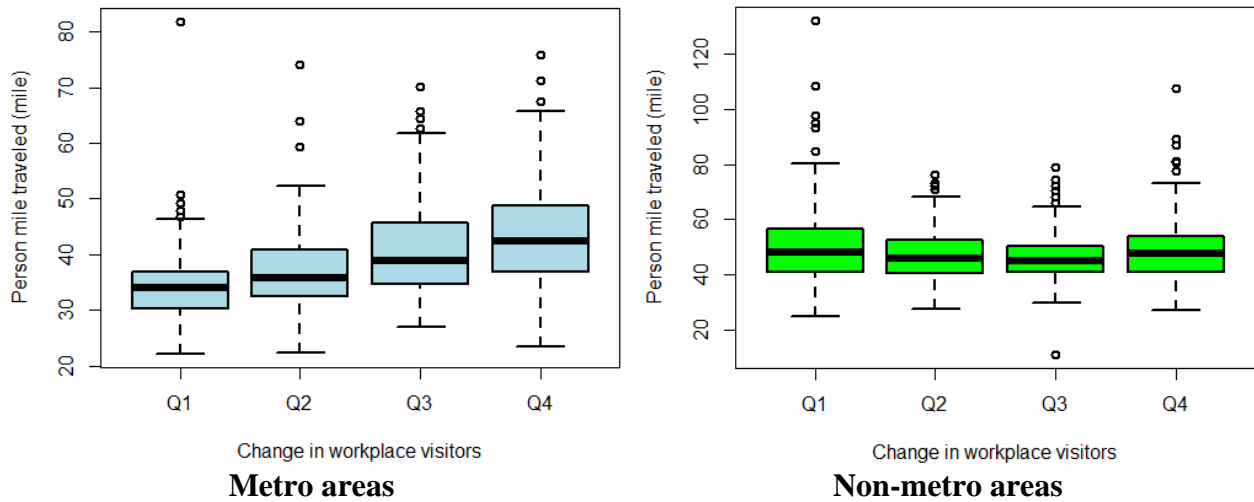 Person mile traveled (mile)
80
70
60
50
40
30
20
Q1 Q2 Q3 Q4
Change in workplace visitors
Metro areas
Person mile traveled (mile)
120
100
80
60
40
20
Q1 Q2 Q3 Q4
Change in workplace visitors
Non-metro areas